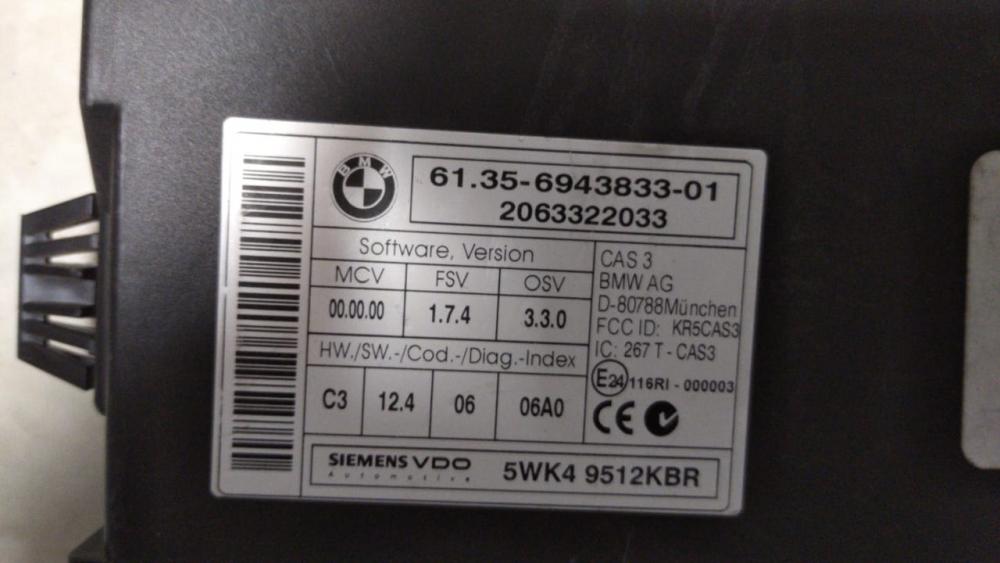 BMW
61.35-6943833-01
2063322033
Software, Version
MCV FSV OSV
00.00.00 1.7.4 3.3.0
HW./SW.-/Cod.-/Diag.-Index
C3 12.4 06 06A0
CAS 3
BMW AG
D-80788München
FCC ID: KR5CAS3
IC: 267 T - CAS3
E24 116RI - 000003
CE
SIEMENS VDO
Automotive
5WK4 9512KBR